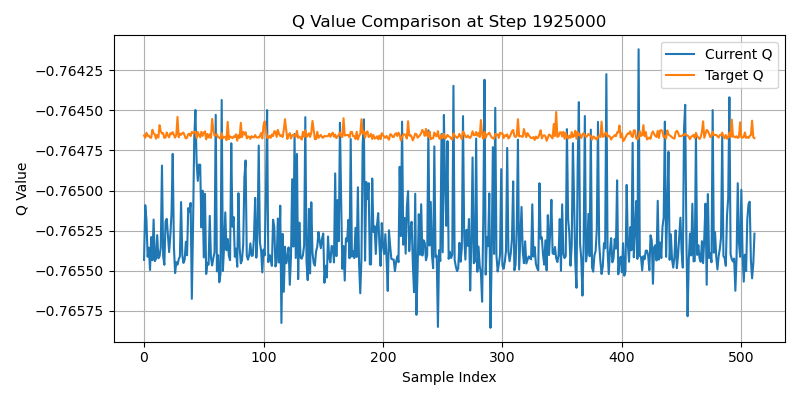 Q Value Comparison at Step 1925000
Current Q
Target Q
−0.76425
−0.76450
−0.76475
−0.76500
−0.76525
−0.76550
−0.76575
Q Value
0 100 200 300 400 500
Sample Index